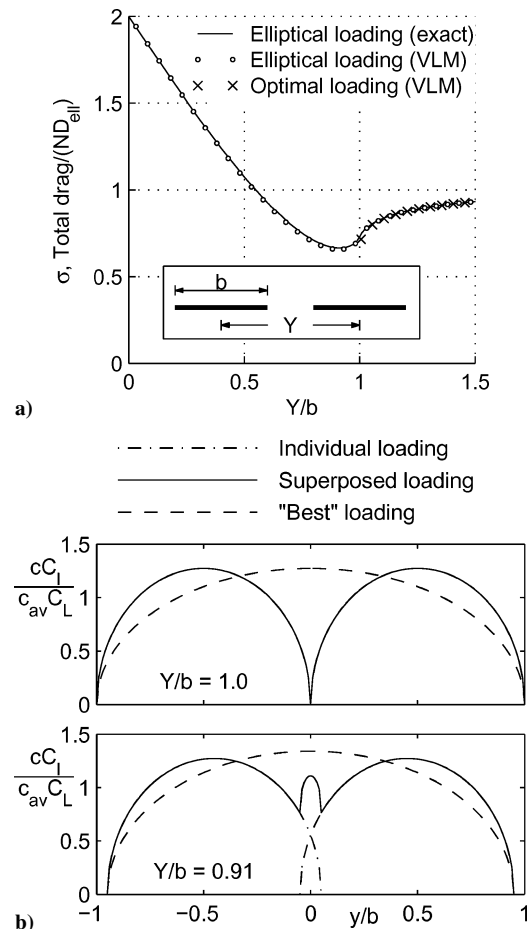 2
1.5
1
0.5
0
σ, Total drag/(ND_ell)
Elliptical loading (exact)
Elliptical loading (VLM)
Optimal loading (VLM)
b
Y
0 0.5 1 1.5
Y/b
a)
Individual loading
Superposed loading
"Best" loading
1.5
1
0.5
0
cC_l
c_av C_L
Y/b = 1.0
1.5
1
0.5
0
cC_l
c_av C_L
Y/b = 0.91
−1 −0.5 0 0.5 1
y/b
b)